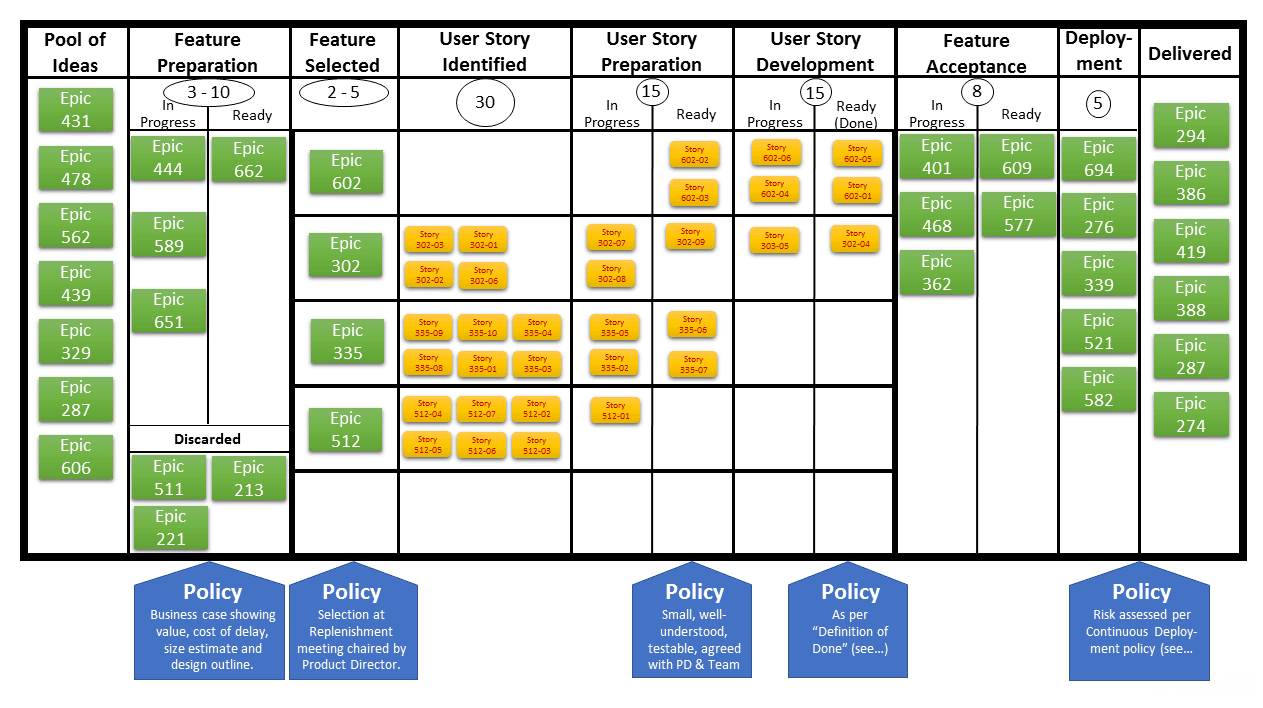 Pool of
Ideas
Feature
Preparation
Feature
Selected
User Story
Identified
User Story
Preparation
User Story
Development
Feature
Acceptance
Deploy-
ment
Delivered
3 - 10
2 - 5
30
15
15
8
5
In
Progress
Ready
In
Progress
Ready
In
Progress
Ready
(Done)
In
Progress
Ready
Epic
431
Epic
478
Epic
562
Epic
439
Epic
329
Epic
287
Epic
606
Epic
444
Epic
589
Epic
651
Epic
662
Discarded
Epic
511
Epic
213
Epic
221
Epic
602
Story
602-02
Story
602-03
Story
602-06
Story
602-04
Story
602-05
Story
602-01
Epic
302
Story
302-03
Story
302-01
Story
302-02
Story
302-06
Story
302-07
Story
302-08
Story
302-09
Story
303-05
Story
302-04
Epic
335
Story
335-09
Story
335-10
Story
335-04
Story
335-08
Story
335-01
Story
335-03
Story
335-05
Story
335-02
Story
335-06
Story
335-07
Epic
512
Story
512-04
Story
512-07
Story
512-02
Story
512-05
Story
512-06
Story
512-03
Story
512-01
Epic
401
Epic
468
Epic
362
Epic
609
Epic
577
Epic
694
Epic
276
Epic
339
Epic
521
Epic
582
Epic
294
Epic
386
Epic
419
Epic
388
Epic
287
Epic
274
Policy
Business case showing
value, cost of delay,
size estimate and
design outline.
Policy
Selection at
Replenishment
meeting chaired by
Product Director.
Policy
Small, well-
understood,
testable, agreed
with PD & Team
Policy
As per
“Definition of
Done” (see…)
Policy
Risk assessed per
Continuous Deploy-
ment policy (see…